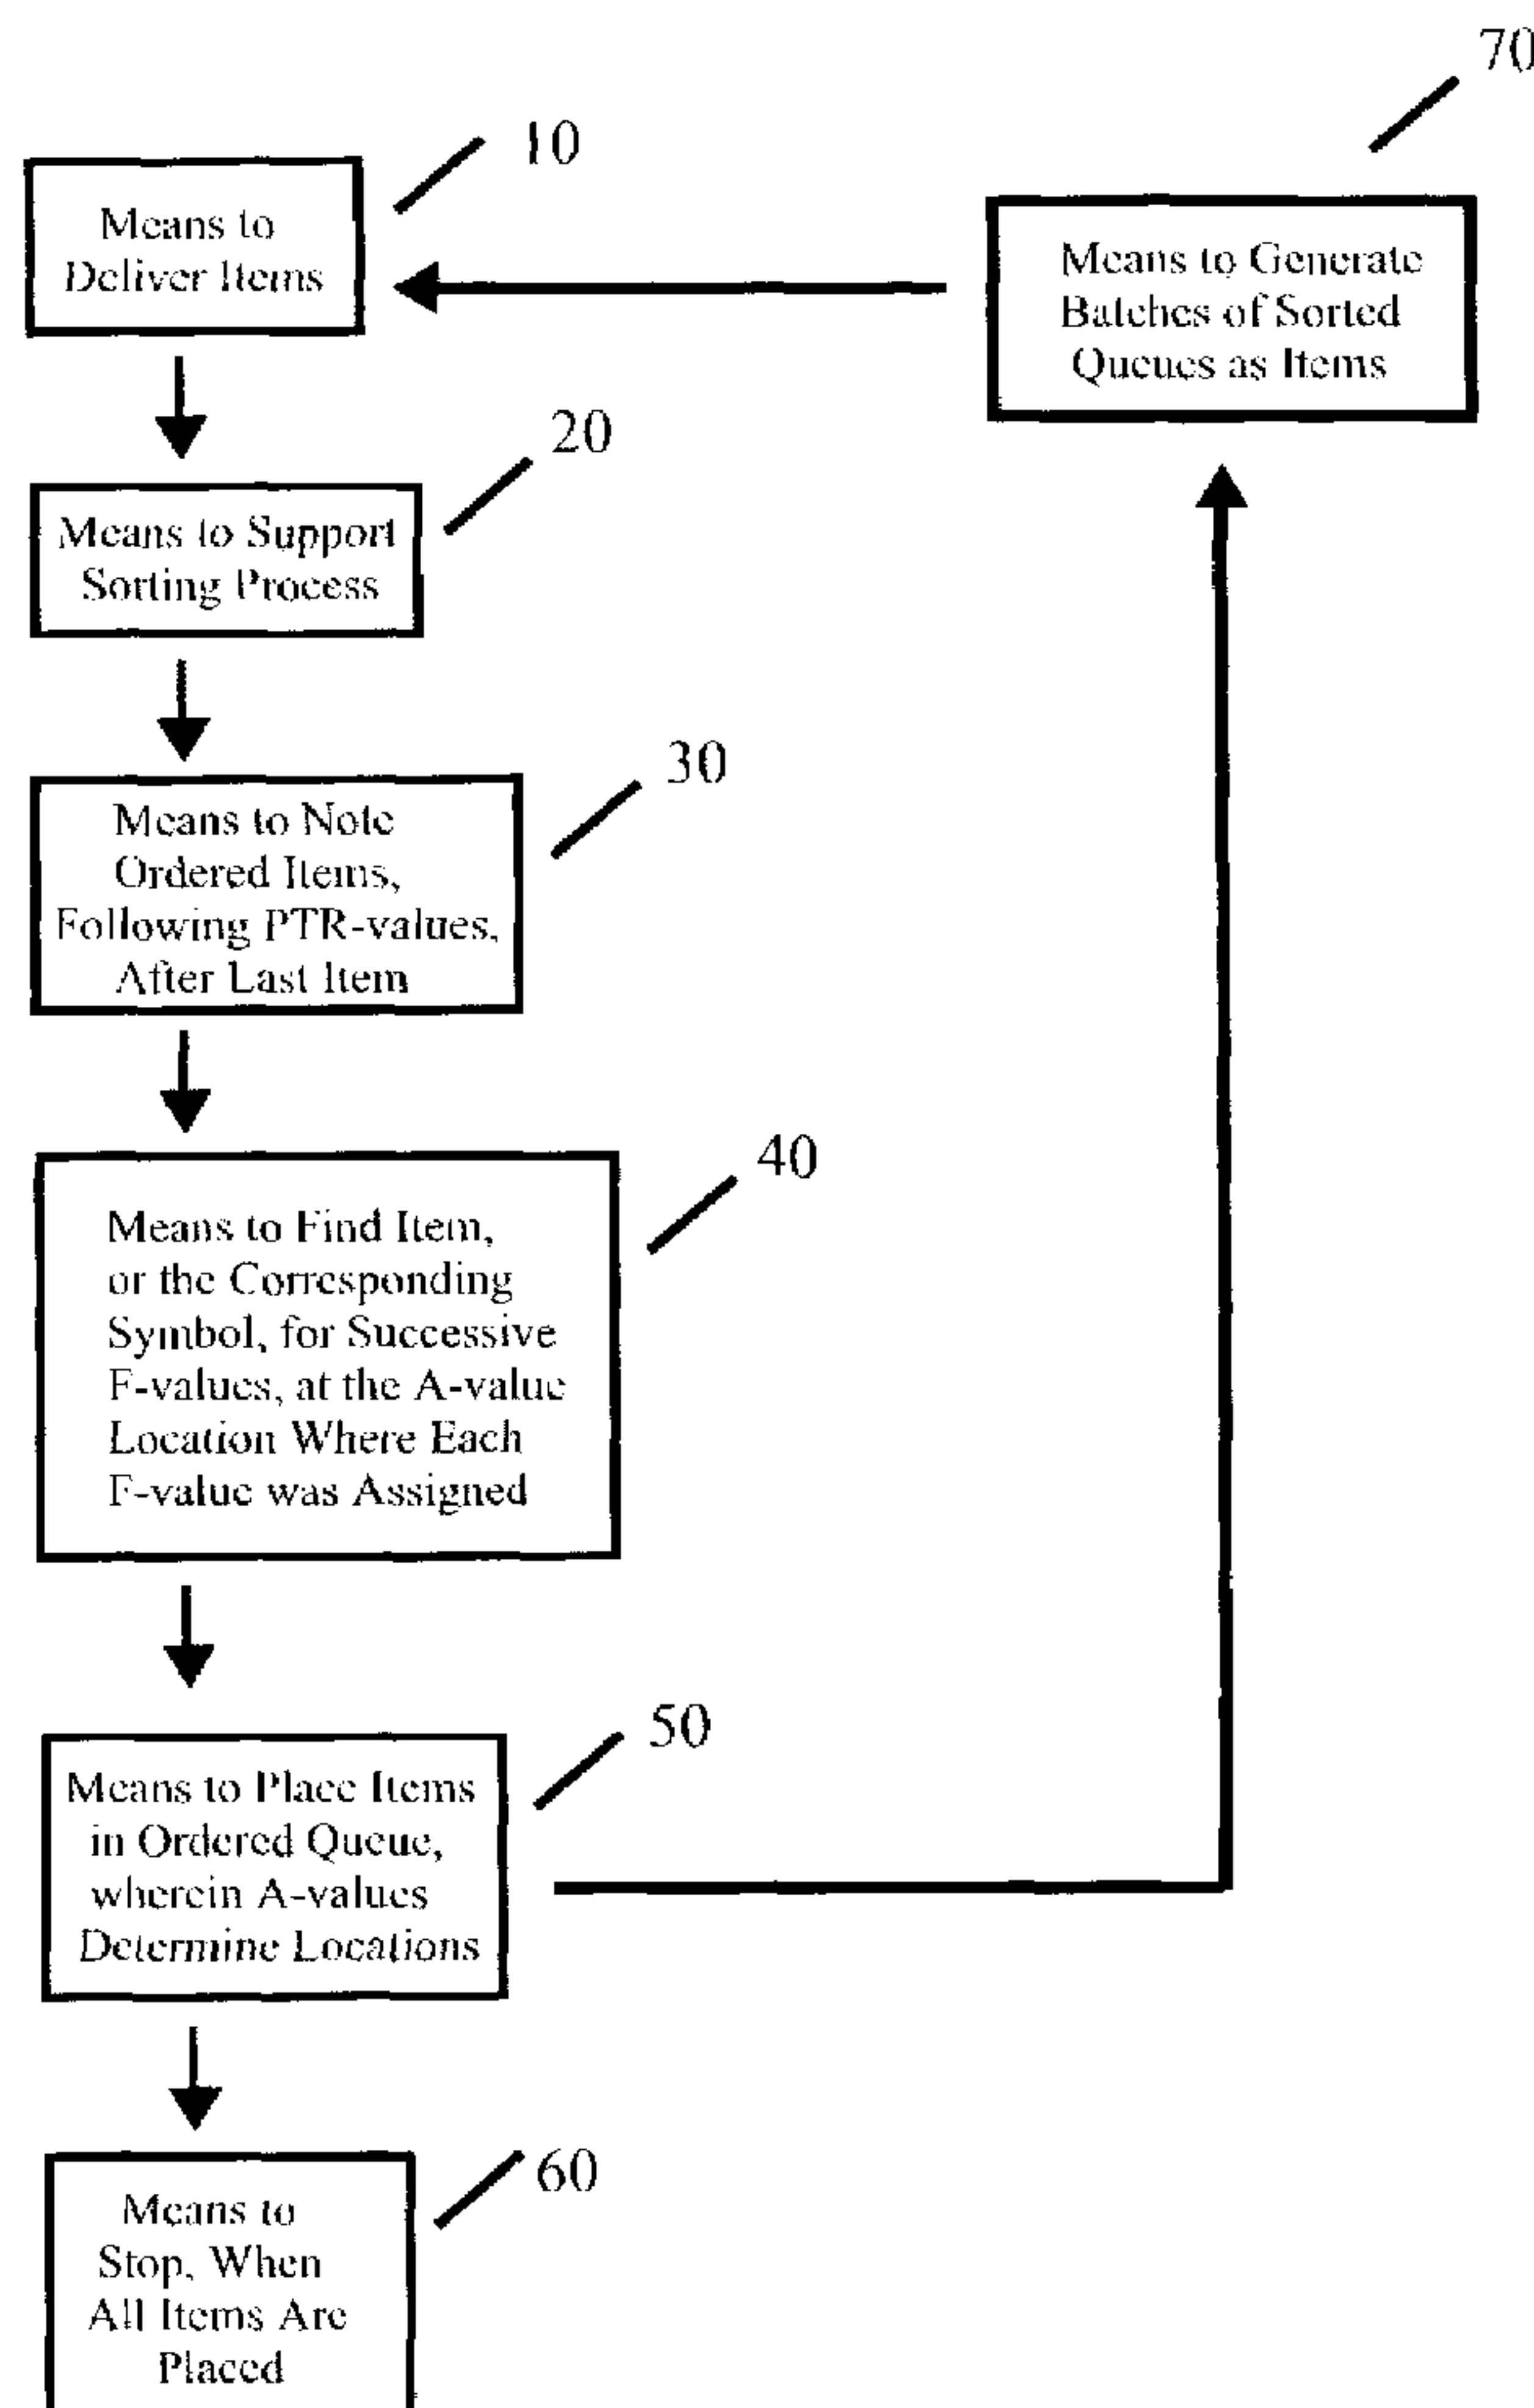 70
10
Means to
Deliver Items
Means to Generate
Batches of Sorted
Queues as Items
20
Means to Support
Sorting Process
30
Means to Note
Ordered Items,
Following PTR-values,
After Last Item
40
Means to Find Item,
or the Corresponding
Symbol, for Successive
F-values, at the A-value
Location Where Each
F-value was Assigned
50
Means to Place Items
in Ordered Queue,
wherein A-values
Determine Locations
60
Means to
Stop, When
All Items Are
Placed